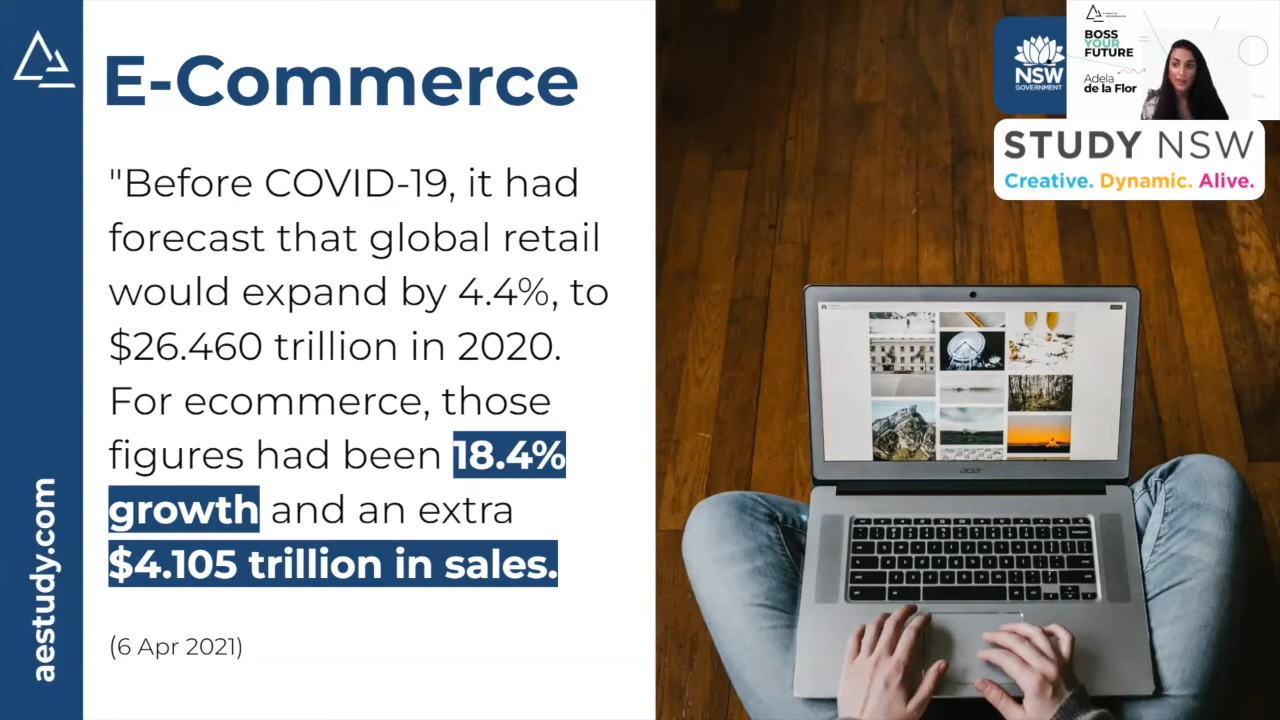 E-Commerce
"Before COVID-19, it had
forecast that global retail
would expand by 4.4%, to
$26.460 trillion in 2020.
For ecommerce, those
figures had been 18.4%
growth and an extra
$4.105 trillion in sales.
(6 Apr 2021)
aestudy.com
NSW
GOVERNMENT
BOSS
YOUR
FUTURE
Adela
de la Flor
STUDY NSW
Creative. Dynamic. Alive.
acer